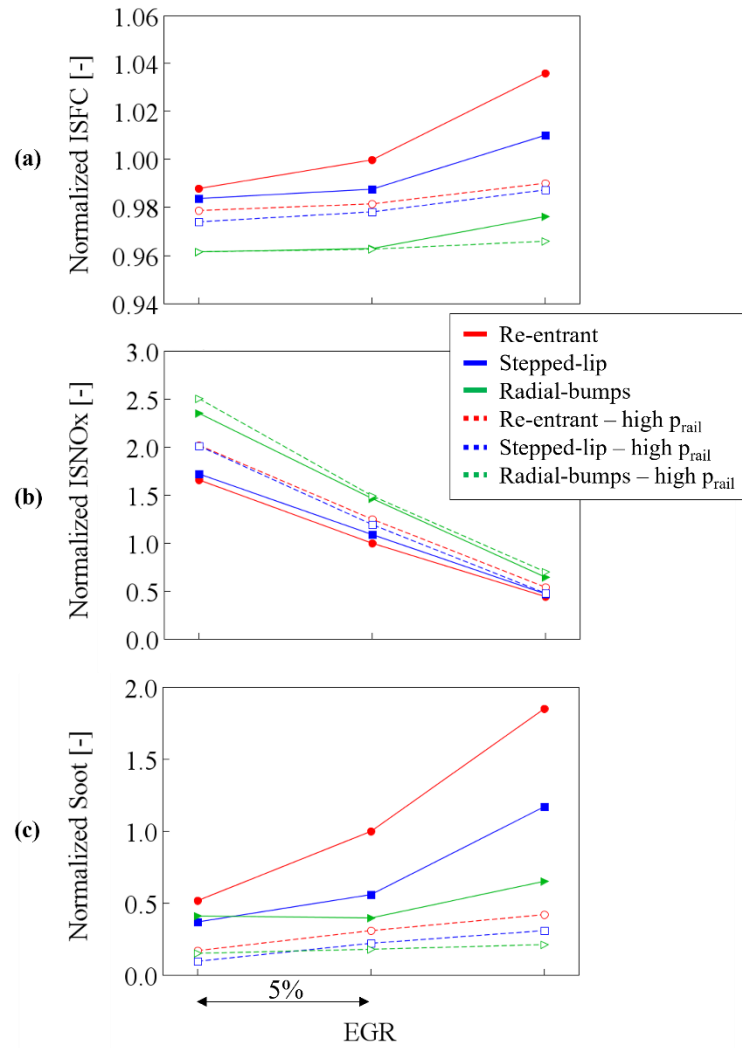 (a)
Normalized ISFC [-]
1.06
1.04
1.02
1.00
0.98
0.96
0.94
(b)
Normalized ISNOx [-]
3.0
2.5
2.0
1.5
1.0
0.5
0.0
Re-entrant
Stepped-lip
Radial-bumps
Re-entrant – high p_rail
Stepped-lip – high p_rail
Radial-bumps – high p_rail
(c)
Normalized Soot [-]
2.0
1.5
1.0
0.5
0.0
5%
EGR